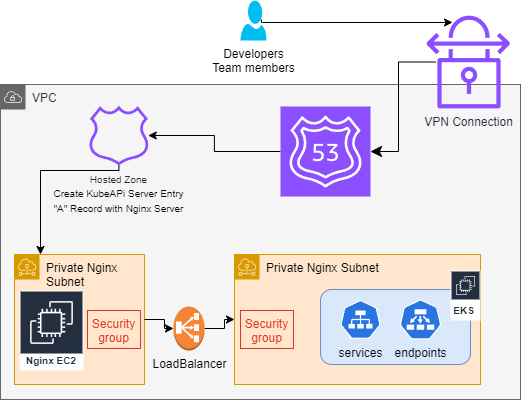 Developers
Team members
VPN Connection
VPC
53
Hosted Zone
Create KubeAPi Server Entry
"A" Record with Nginx Server
Private Nginx
Subnet
Nginx EC2
Security
group
LoadBalancer
Private Nginx Subnet
Security
group
services
endpoints
EKS